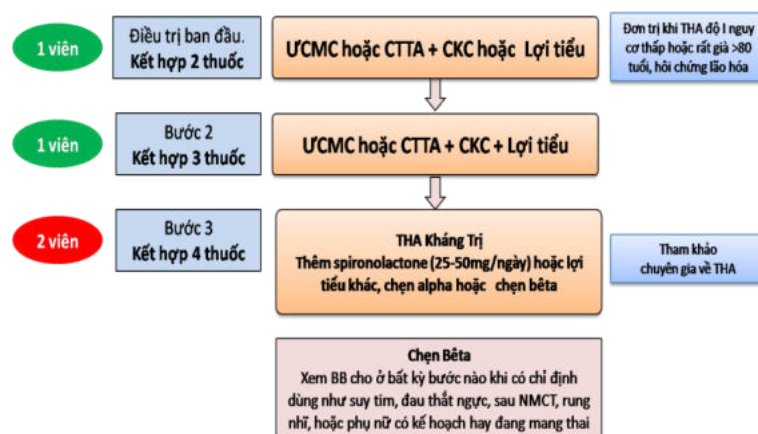 1 viên
Điều trị ban đầu.
Kết hợp 2 thuốc
ƯCMC hoặc CTTA + CKC hoặc Lợi tiểu
Đơn trị khi THA độ I nguy
cơ thấp hoặc rất già >80
tuổi, hôi chứng lão hóa
1 viên
Bước 2
Kết hợp 3 thuốc
ƯCMC hoặc CTTA + CKC + Lợi tiểu
2 viên
Bước 3
Kết hợp 4 thuốc
THA Kháng Trị
Thêm spironolactone (25-50mg/ngày) hoặc lợi
tiểu khác, chẹn alpha hoặc chẹn bêta
Tham khảo
chuyên gia về THA
Chẹn Bêta
Xem BB cho ở bất kỳ bước nào khi có chỉ định
dùng như suy tim, đau thắt ngực, sau NMCT, rung
nhĩ, hoặc phụ nữ có kế hoạch hay đang mang thai